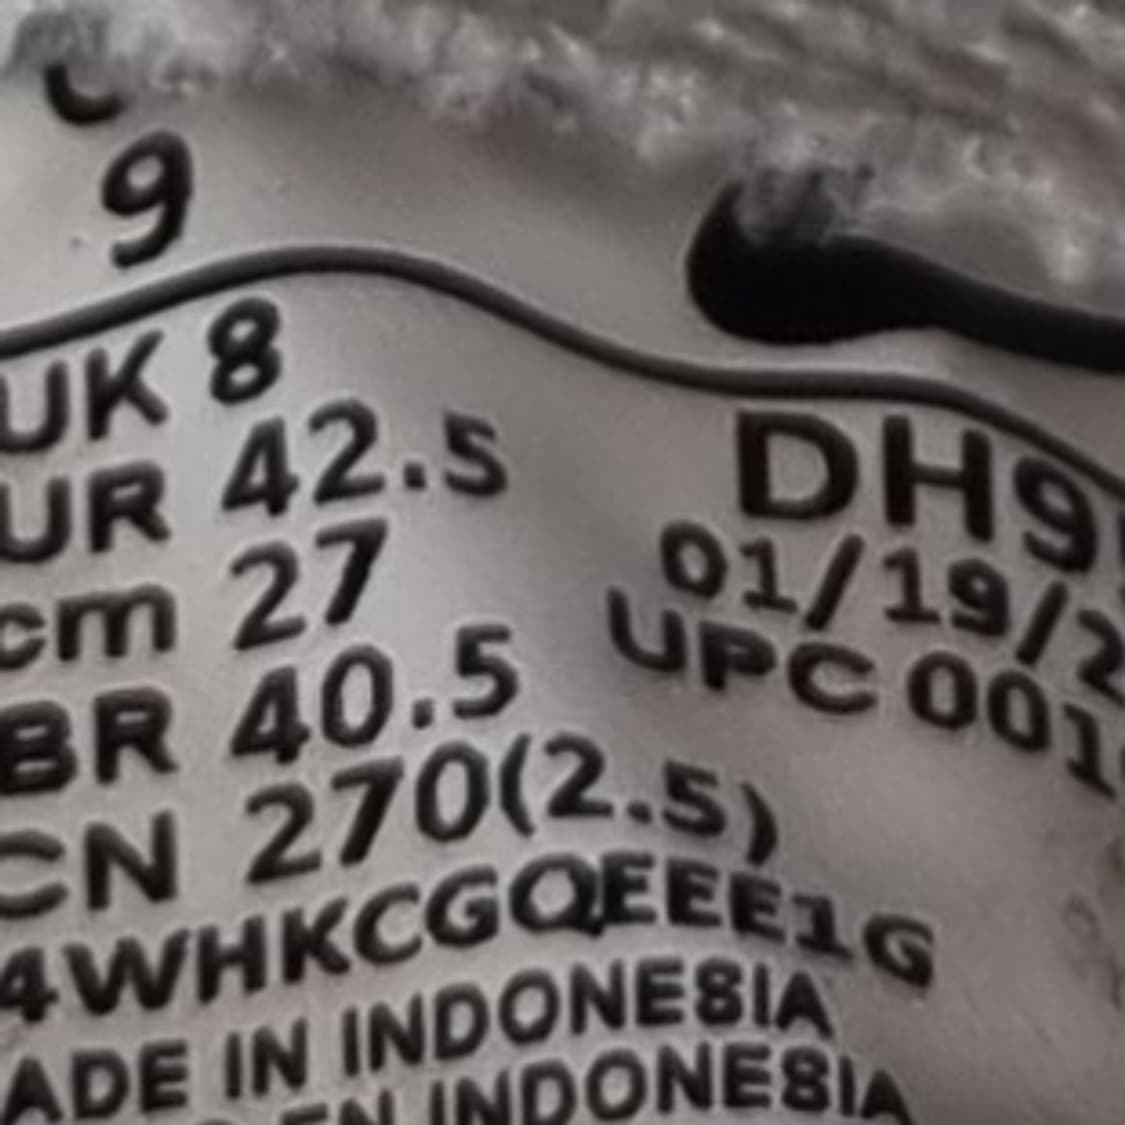 9
UK 8
UR 42.5
cm 27
BR 40.5
CN 270(2.5)
4WHKCGQEEE1G
ADE IN INDONE8IA
EN INDONE8IA
DH9
01/19/2
UPC 001